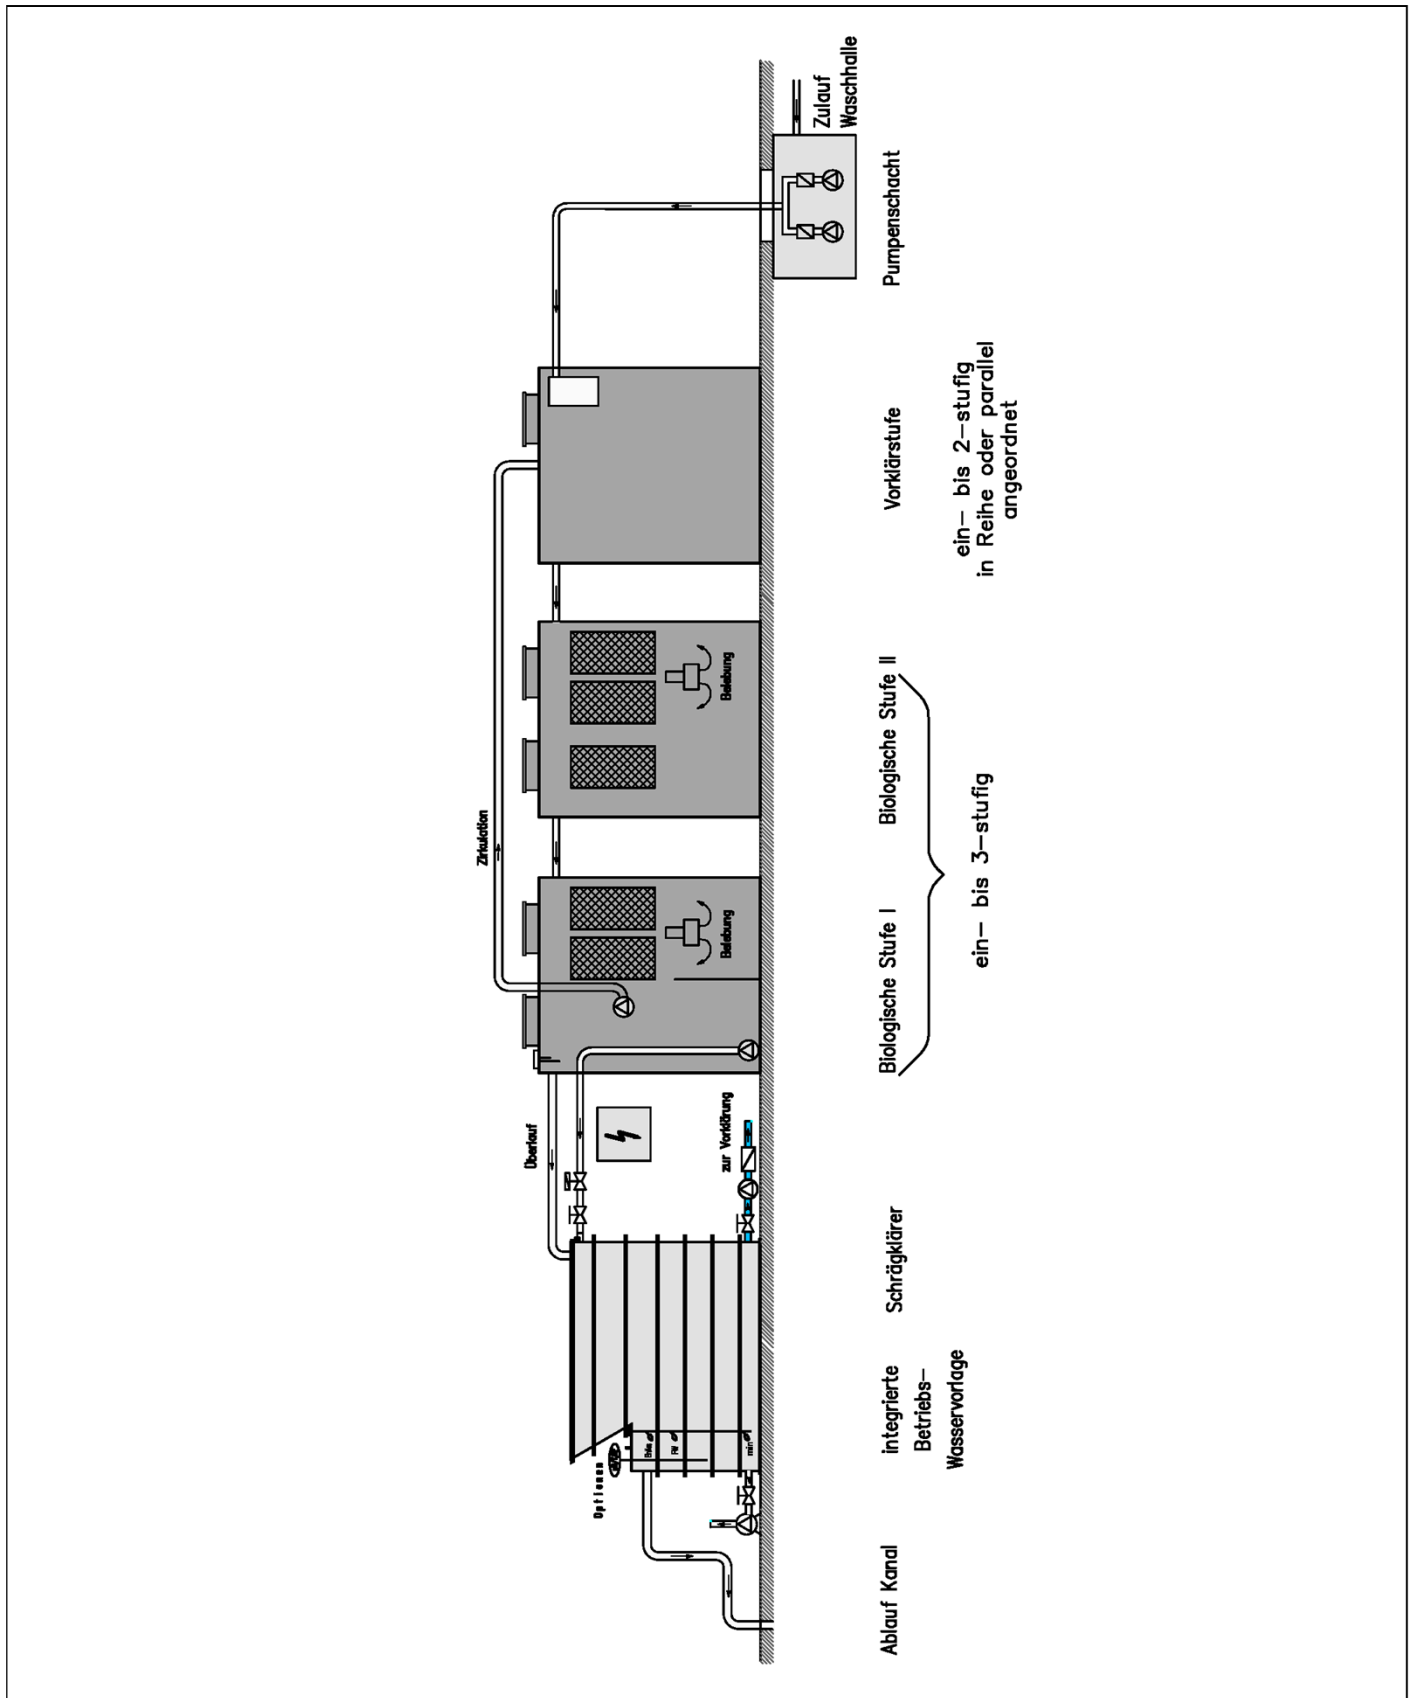 Zirkulation
Überlauf
Optionen
zur Vorklärung
Belebung
Belebung
min
Zulauf
Waschhalle
Ablauf Kanal
integrierte
Betriebs–
Wasservorlage
Schrägklärer
Biologische Stufe I
Biologische Stufe II
ein– bis 3–stufig
Vorklärstufe
ein– bis 2–stufig
in Reihe oder parallel
angeordnet
Pumpenschacht